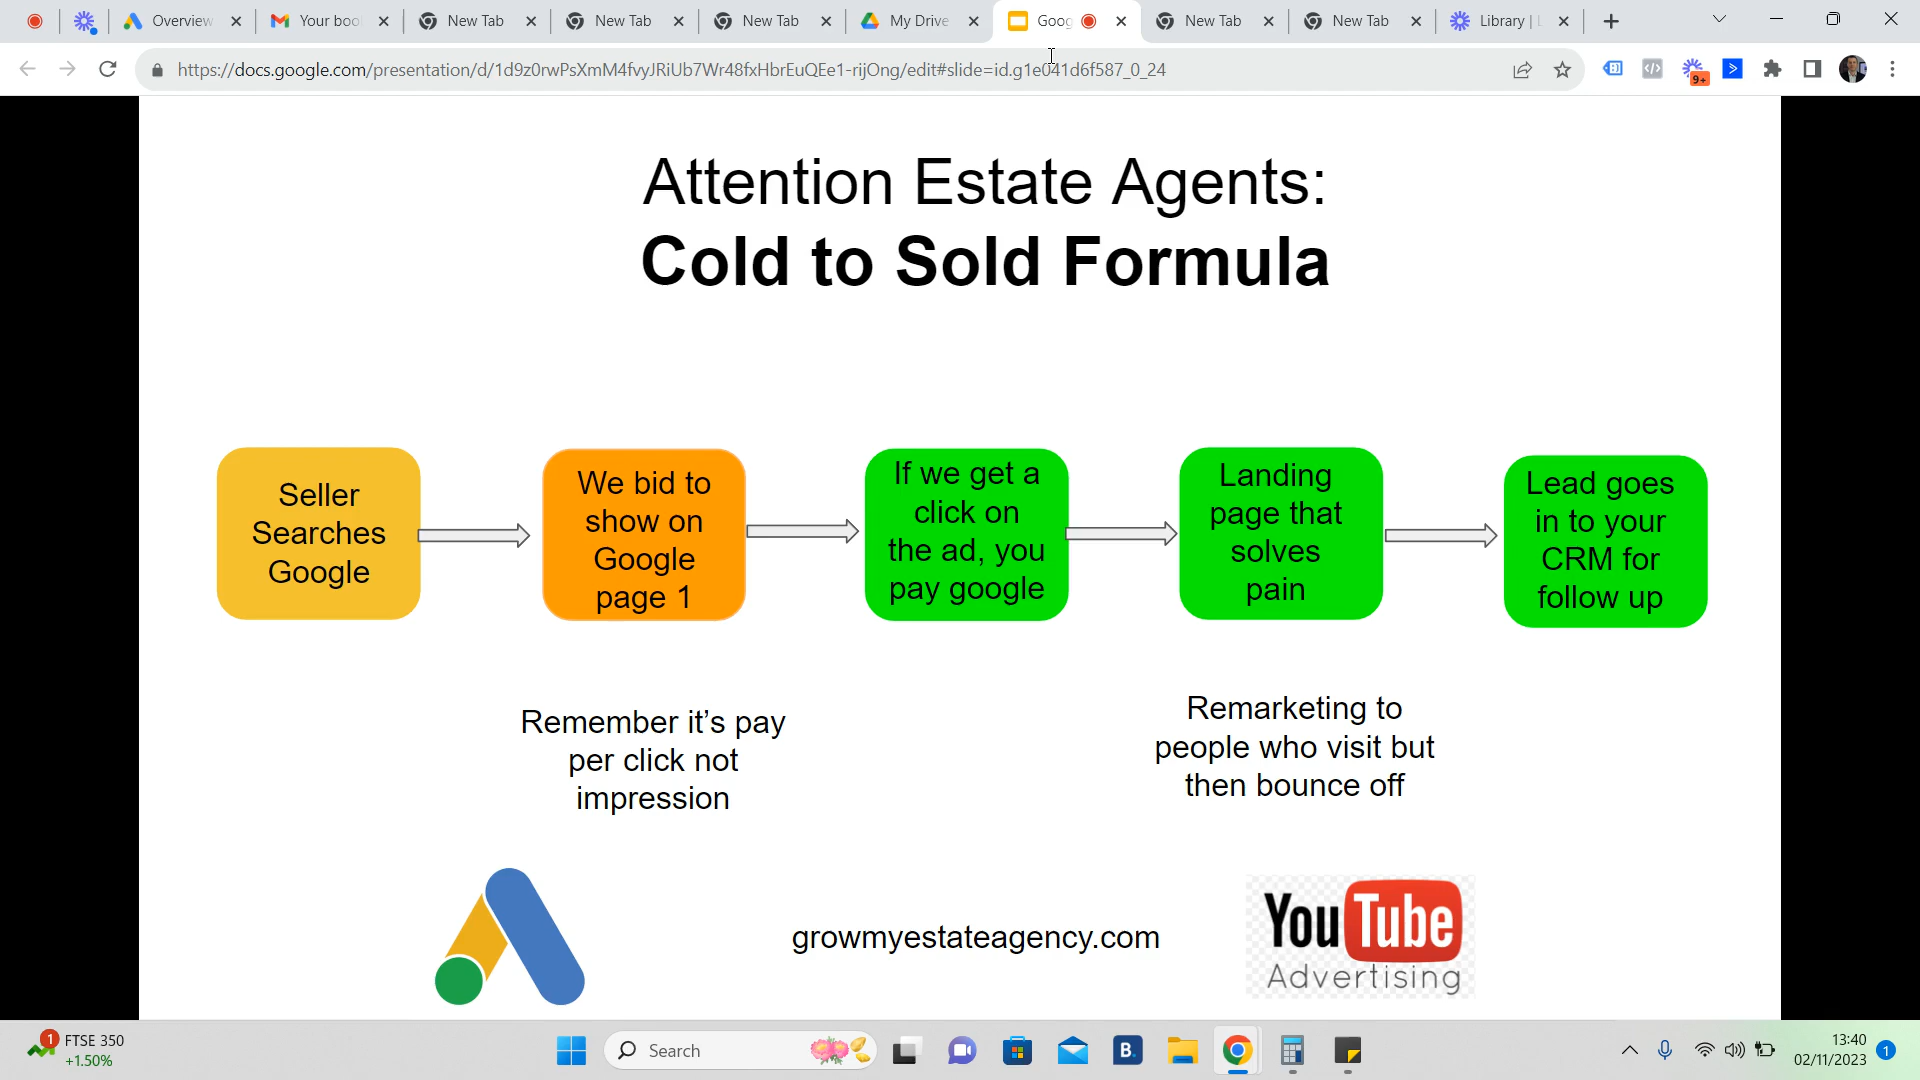 Overview
Your boo
New Tab
New Tab
New Tab
My Drive
Goog
New Tab
New Tab
Library | L
https://docs.google.com/presentation/d/1d9z0rwPsXmM4fvyJRiUb7Wr48fxHbrEuQEe1-rijOng/edit#slide=id.g1e041d6f587_0_24
9+
Attention Estate Agents:
Cold to Sold Formula
Seller
Searches
Google
We bid to
show on
Google
page 1
If we get a
click on
the ad, you
pay google
Landing
page that
solves
pain
Lead goes
in to your
CRM for
follow up
Remember it's pay
per click not
impression
Remarketing to
people who visit but
then bounce off
growmyestateagency.com
YouTube
Advertising
1
FTSE 350
+1.50%
Search
B.
13:40
02/11/2023
1